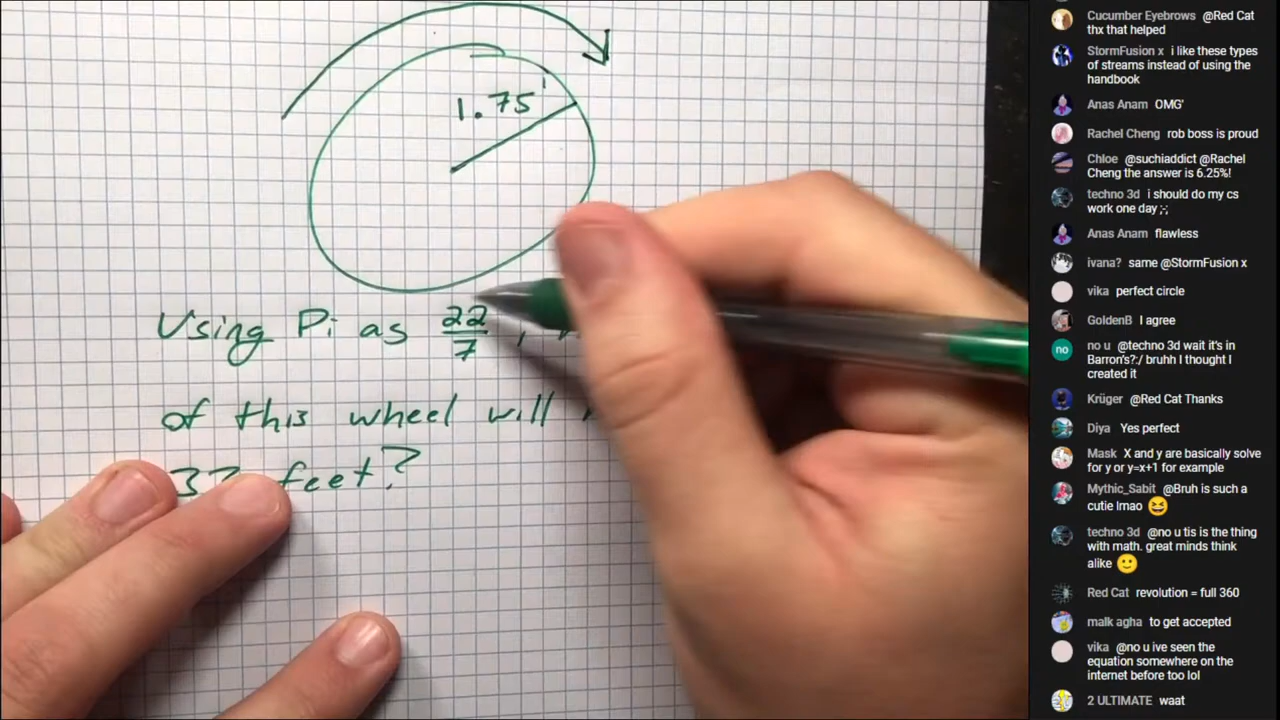 1.75'
Using Pi as 22/7,
of this wheel will
feet?
Cucumber Eyebrows @Red Cat
thx that helped
StormFusion x i like these types
of streams instead of using the
handbook
Anas Anam OMG'
Rachel Cheng rob boss is proud
Chloe @suchiaddict @Rachel
Cheng the answer is 6.25%!
techno 3d i should do my cs
work one day ;-;
Anas Anam flawless
ivana? same @StormFusion x
vika perfect circle
GoldenB I agree
no
no u @techno 3d wait it's in
Barron's?:/ bruhh I thought I
created it
Krüger @Red Cat Thanks
Diya Yes perfect
Mask X and y are basically solve
for y or y=x+1 for example
Mythic_Sabit @Bruh is such a
cutie lmao 😆
techno 3d @no u tis is the thing
with math. great minds think
alike 🙂
Red Cat revolution = full 360
malk agha to get accepted
vika @no u ive seen the
equation somewhere on the
internet before too lol
2 ULTIMATE waat